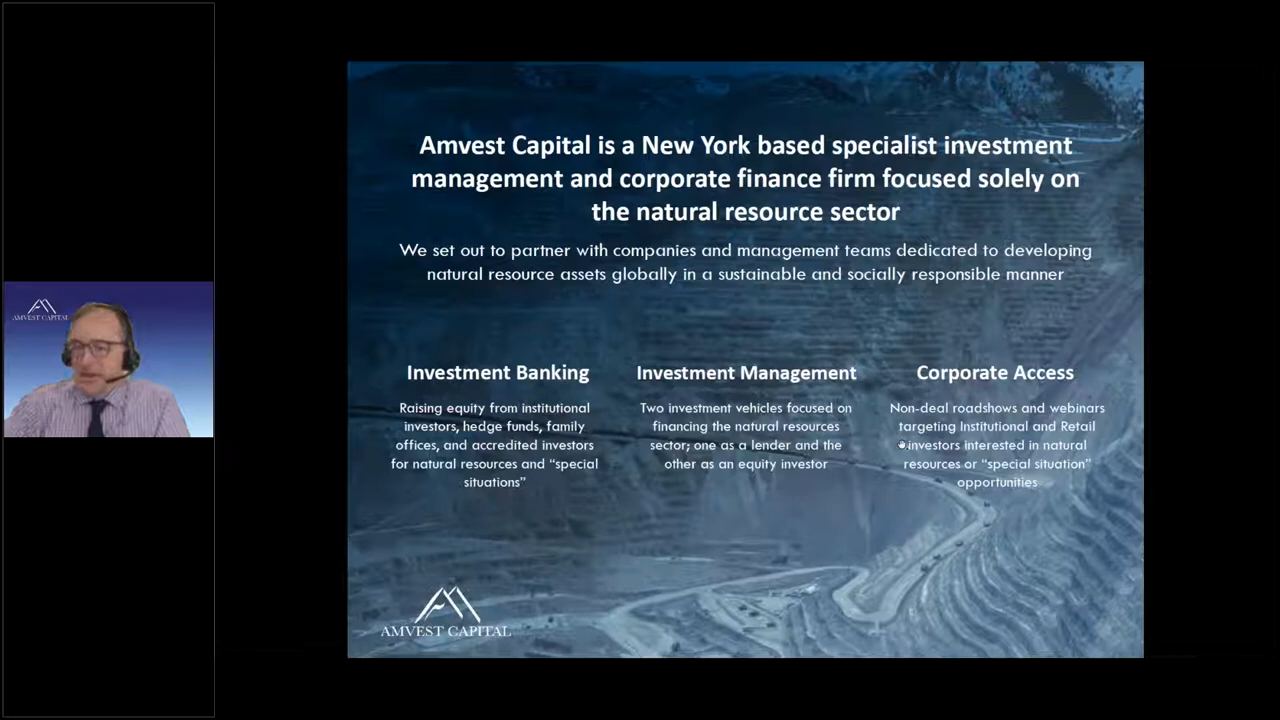 AMVEST CAPITAL
Amvest Capital is a New York based specialist investment
management and corporate finance firm focused solely on
the natural resource sector
We set out to partner with companies and management teams dedicated to developing
natural resource assets globally in a sustainable and socially responsible manner
Investment Banking
Raising equity from institutional
investors, hedge funds, family
offices, and accredited investors
for natural resources and “special
situations”
Investment Management
Two investment vehicles focused on
financing the natural resources
sector; one as a lender and the
other as an equity investor
Corporate Access
Non-deal roadshows and webinars
targeting Institutional and Retail
investors interested in natural
resources or “special situation”
opportunities
AMVEST CAPITAL